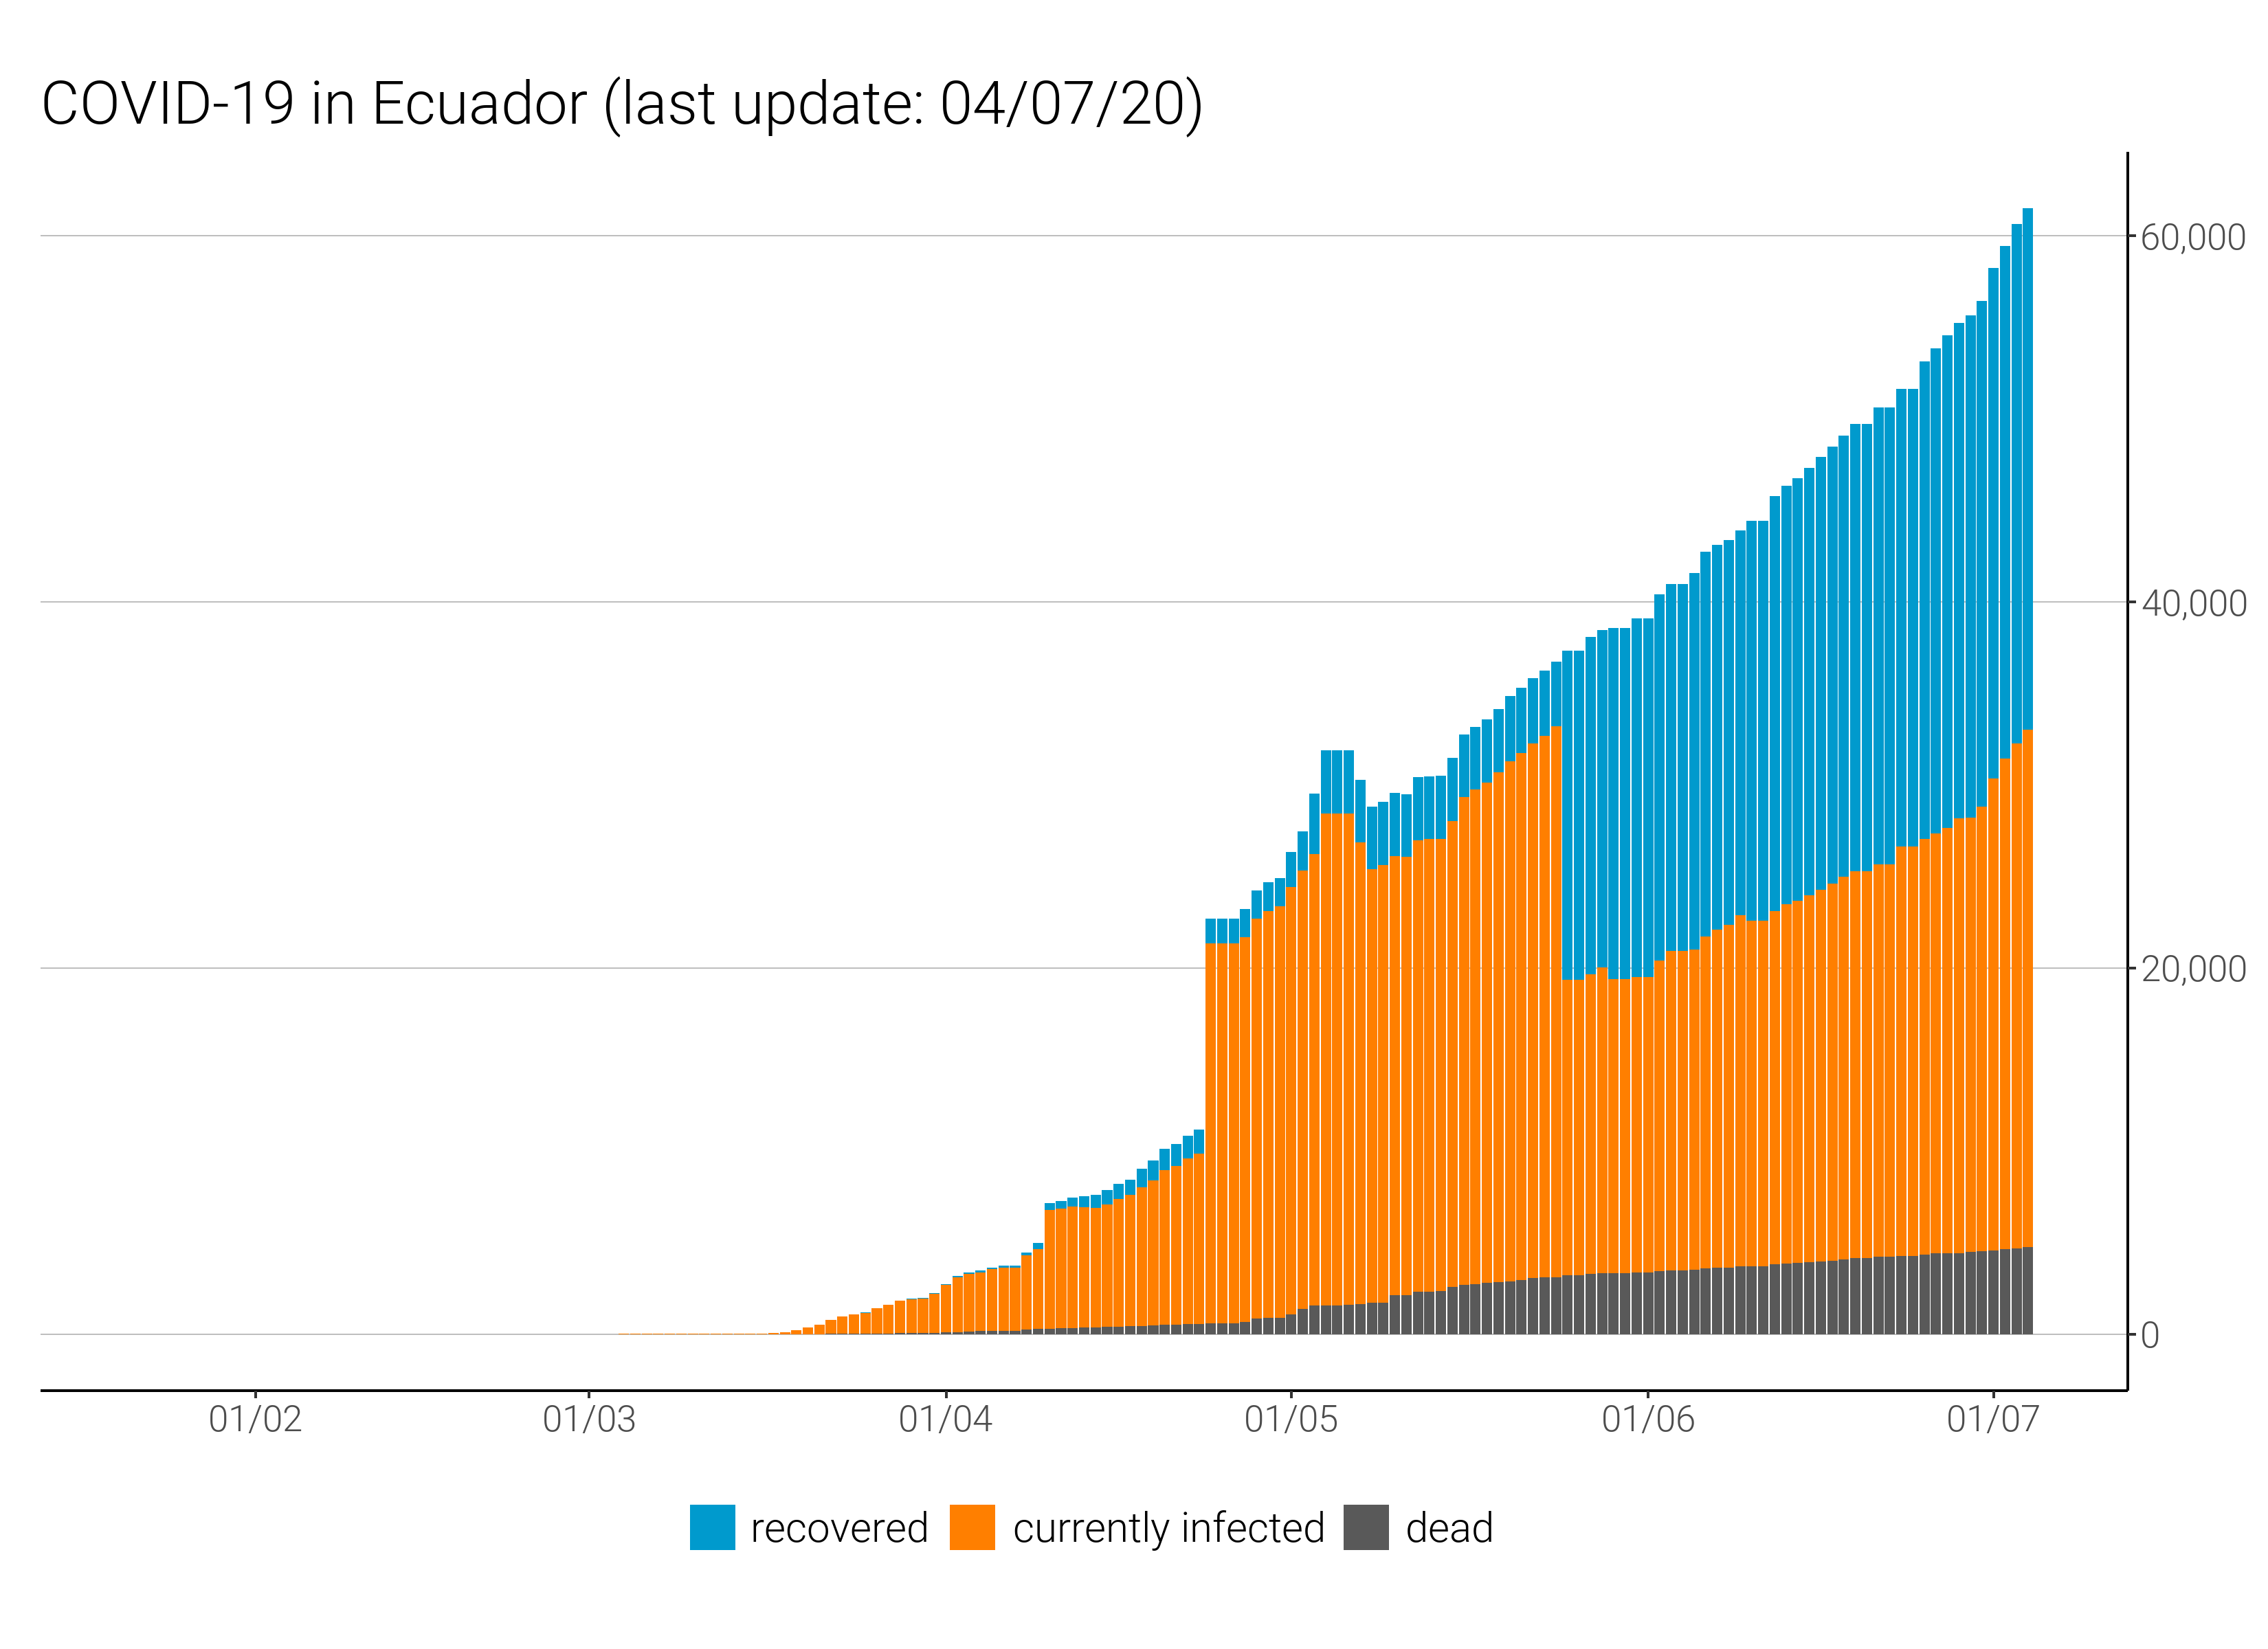 COVID-19 in Ecuador (last update: 04/07/20)
60,000
40,000
20,000
0
01/02 01/03 01/04 01/05 01/06 01/07
recovered currently infected dead